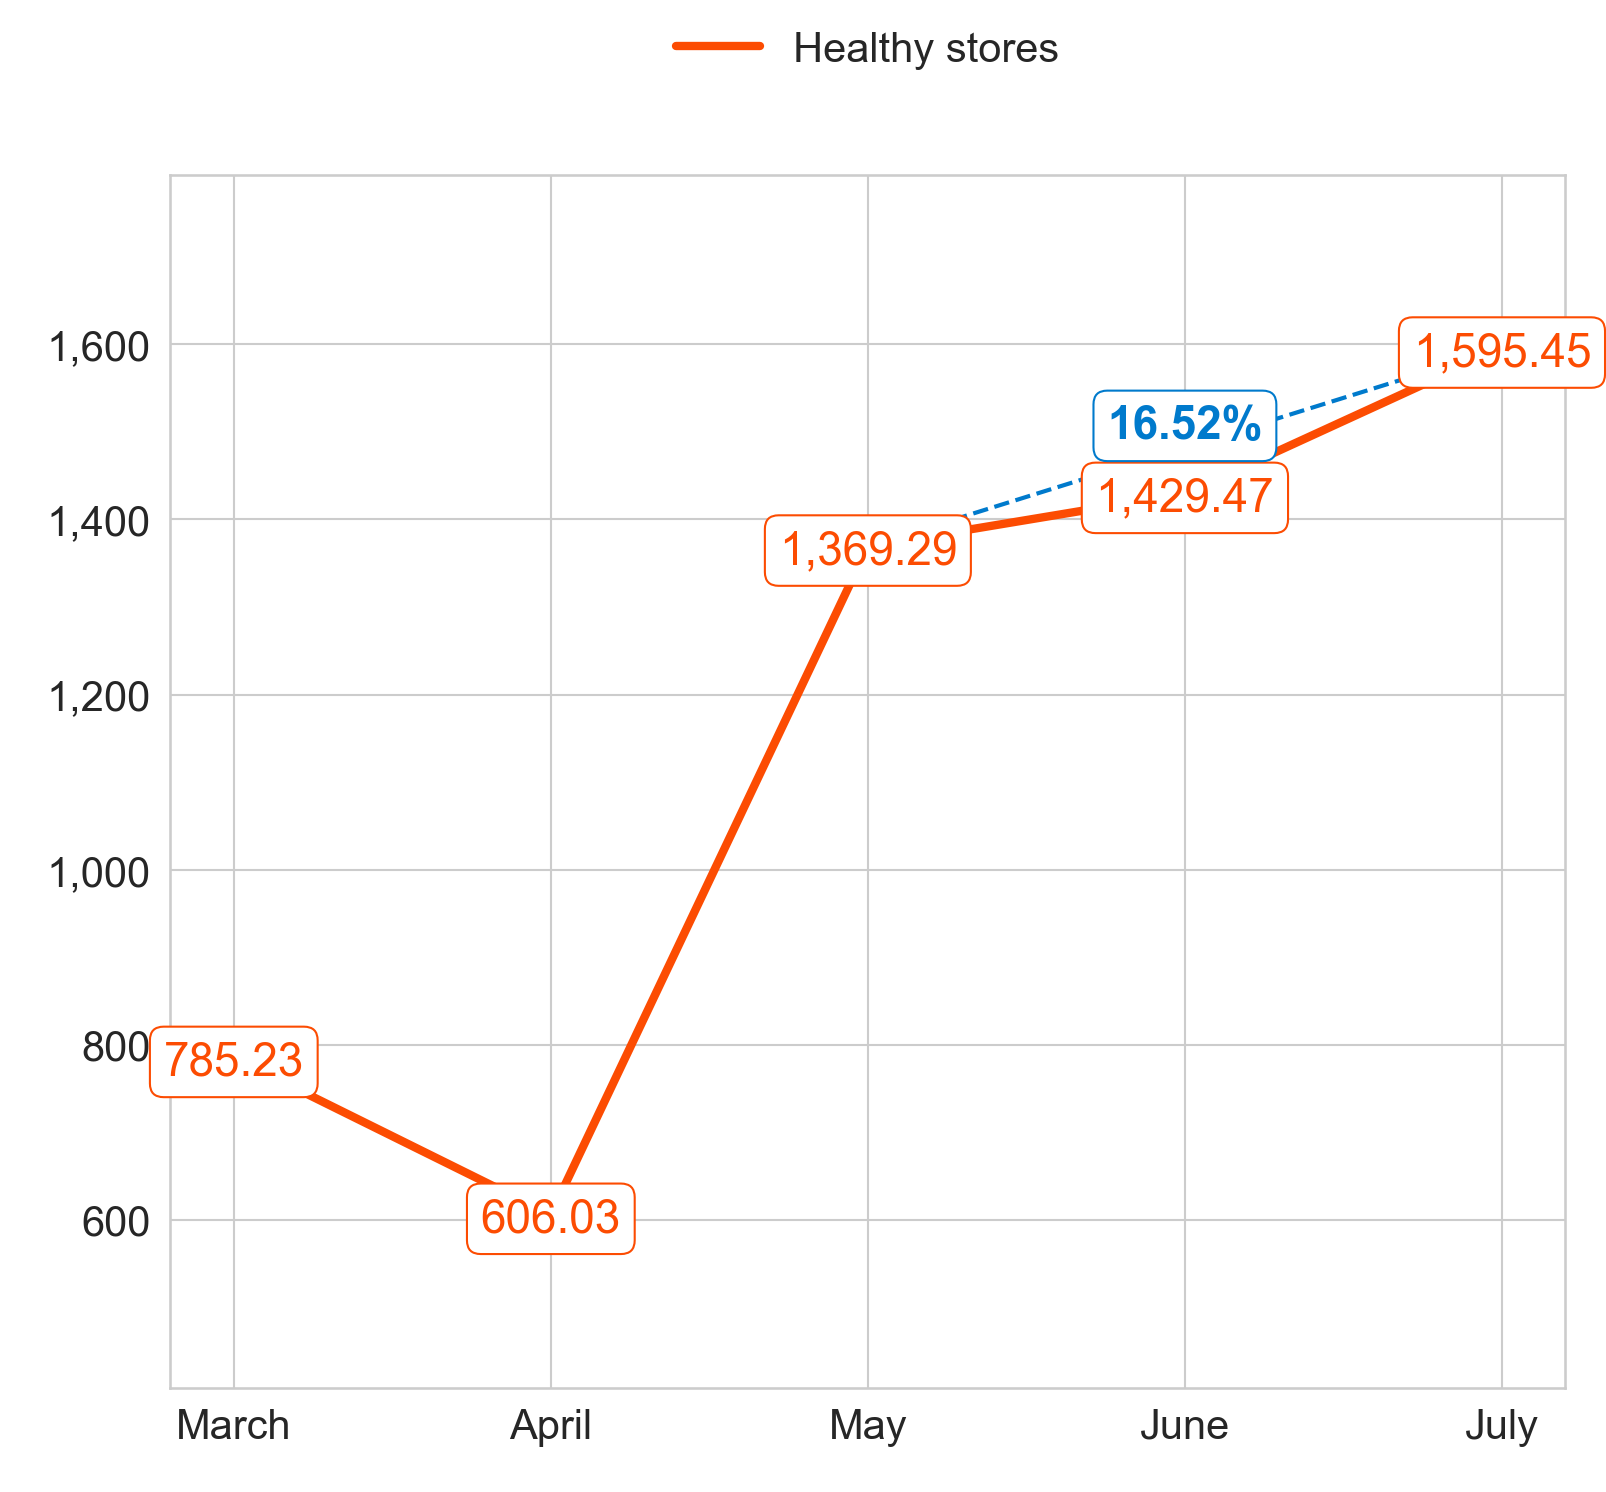 Healthy stores
1,600
1,595.45
16.52%
1,429.47
1,400
1,369.29
1,200
1,000
800
785.23
606.03
600
March
April
May
June
July